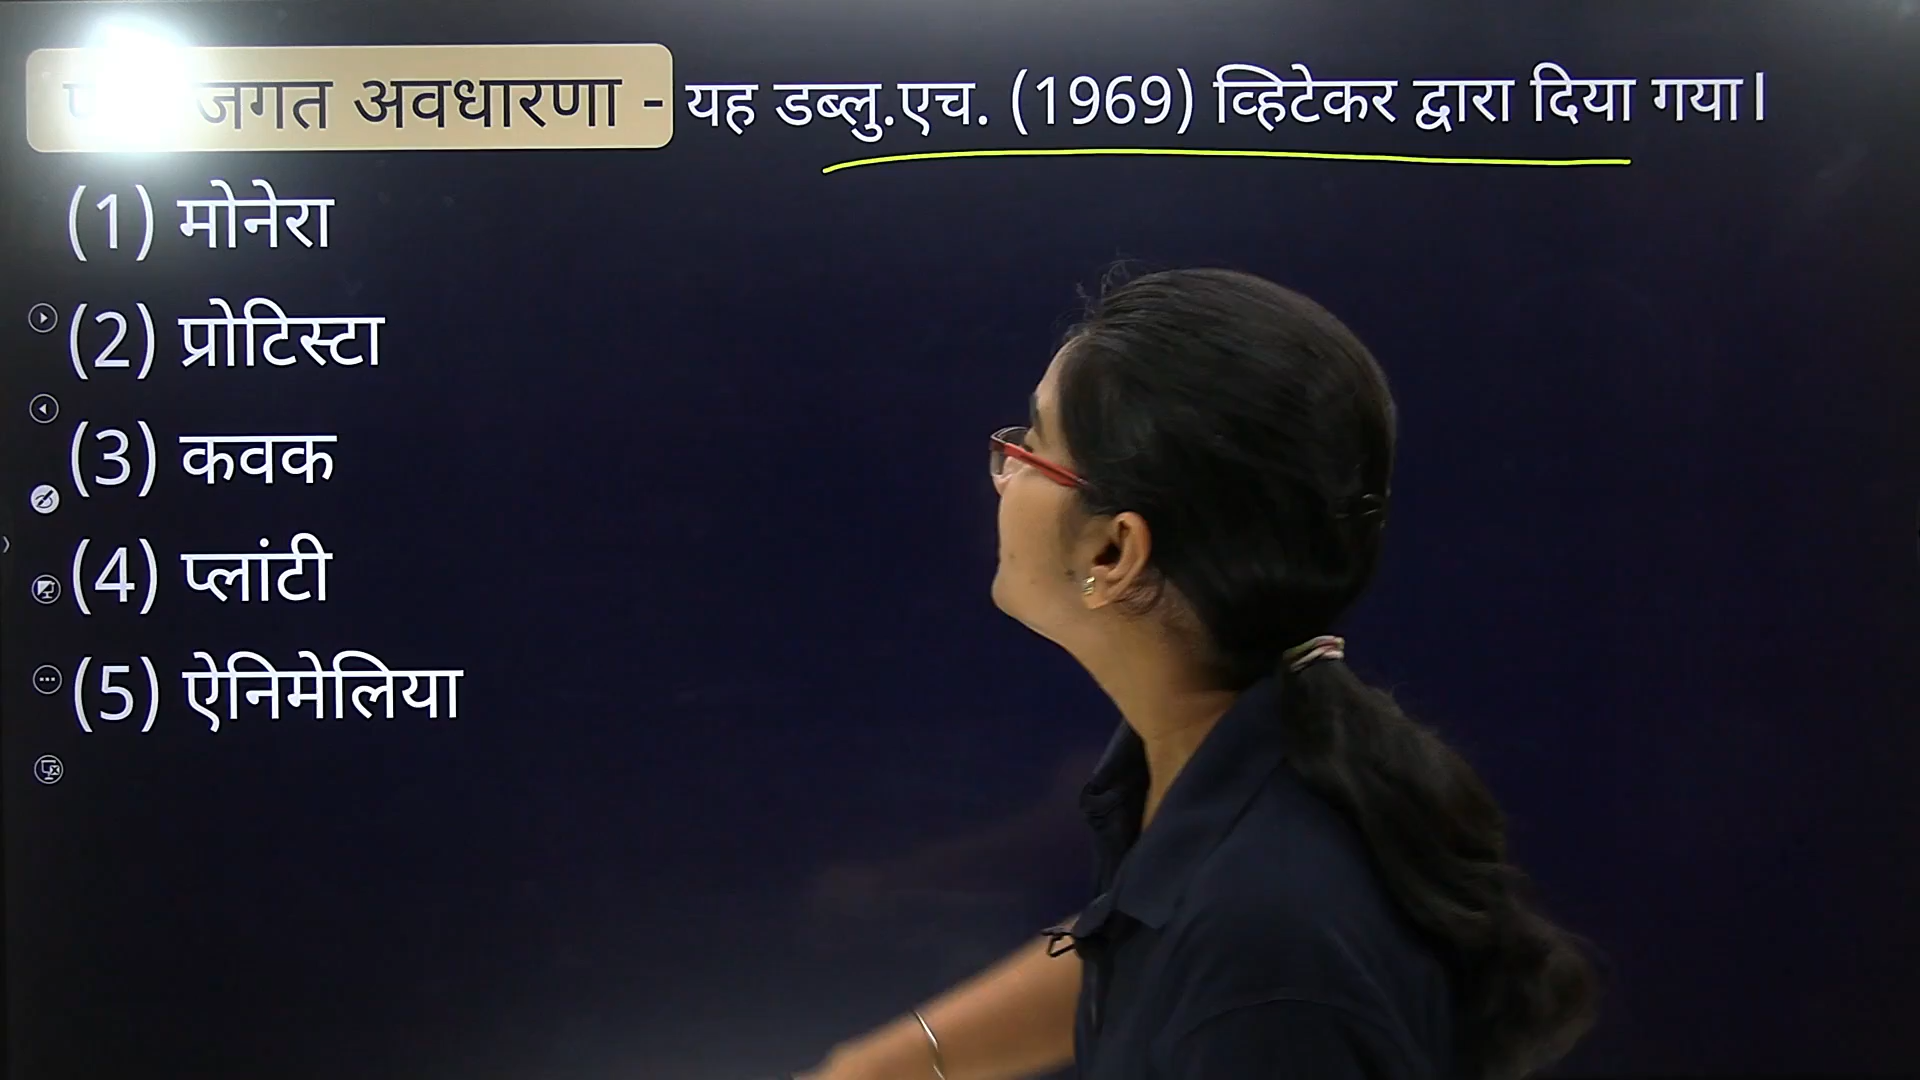 जगत अवधारणा - यह डब्लु.एच. (1969) व्हिटेकर द्वारा दिया गया।
(1) मोनेरा
(2) प्रोटिस्टा
(3) कवक
(4) प्लांटी
(5) ऐनिमेलिया